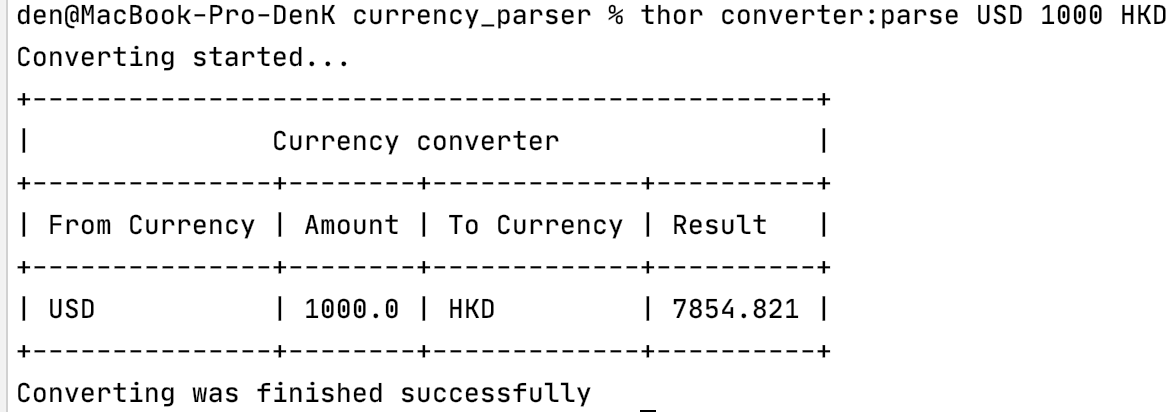 den@MacBook-Pro-DenK currency_parser % thor converter:parse USD 1000 HKD
Converting started...
+--------------------------------------------------+
|               Currency converter                 |
+---------------+--------+-------------+----------+
| From Currency | Amount | To Currency | Result   |
+---------------+--------+-------------+----------+
| USD           | 1000.0 | HKD         | 7854.821 |
+---------------+--------+-------------+----------+
Converting was finished successfully